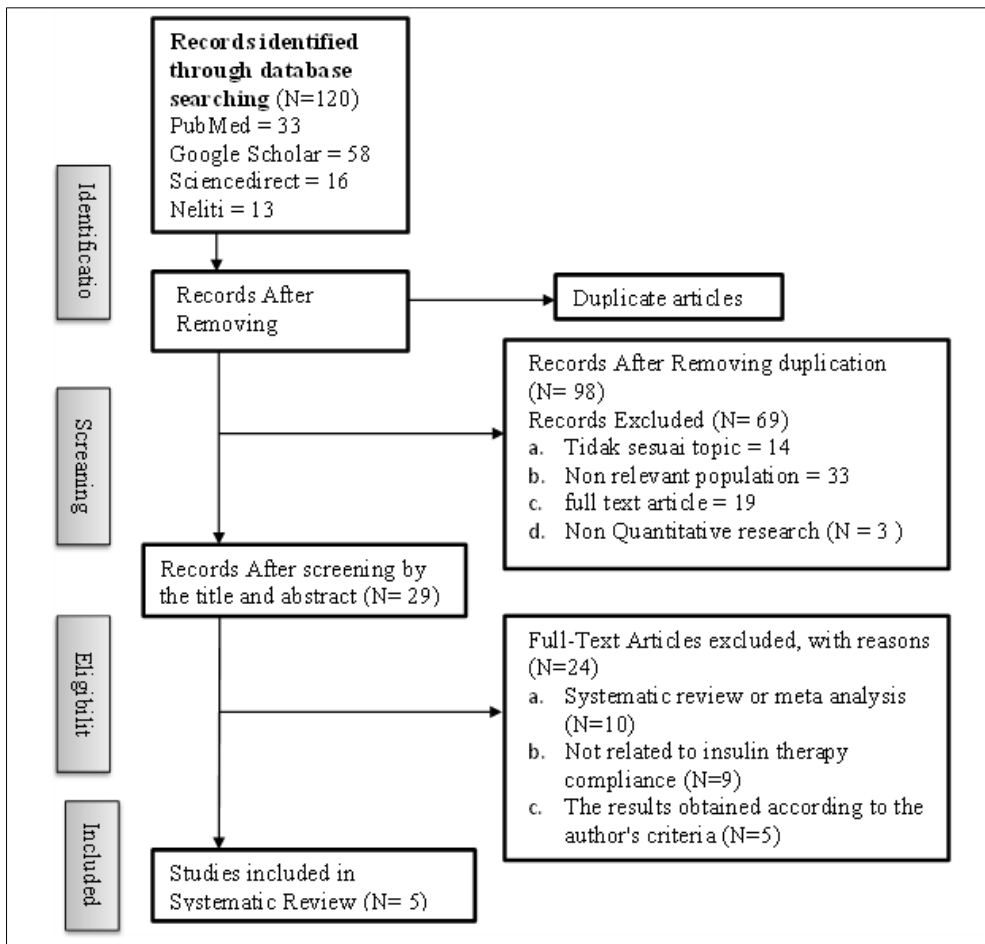 Records identified
through database
searching (N=120)
PubMed = 33
Google Scholar = 58
Sciencedirect = 16
Neliti = 13
Identificatio
Records After
Removing
Duplicate articles
Screaming
Records After Removing duplication
(N= 98)
Records Excluded (N= 69)
a. Tidak sesuai topic = 14
b. Non relevant population = 33
c. full text article = 19
d. Non Quantitative research (N = 3 )
Records After screening by
the title and abstract (N= 29)
Eligibilit
Full-Text Articles excluded, with reasons
(N=24)
a. Systematic review or meta analysis
(N=10)
b. Not related to insulin therapy
compliance (N=9)
c. The results obtained according to the
author's criteria (N=5)
Included
Studies included in
Systematic Review (N= 5)